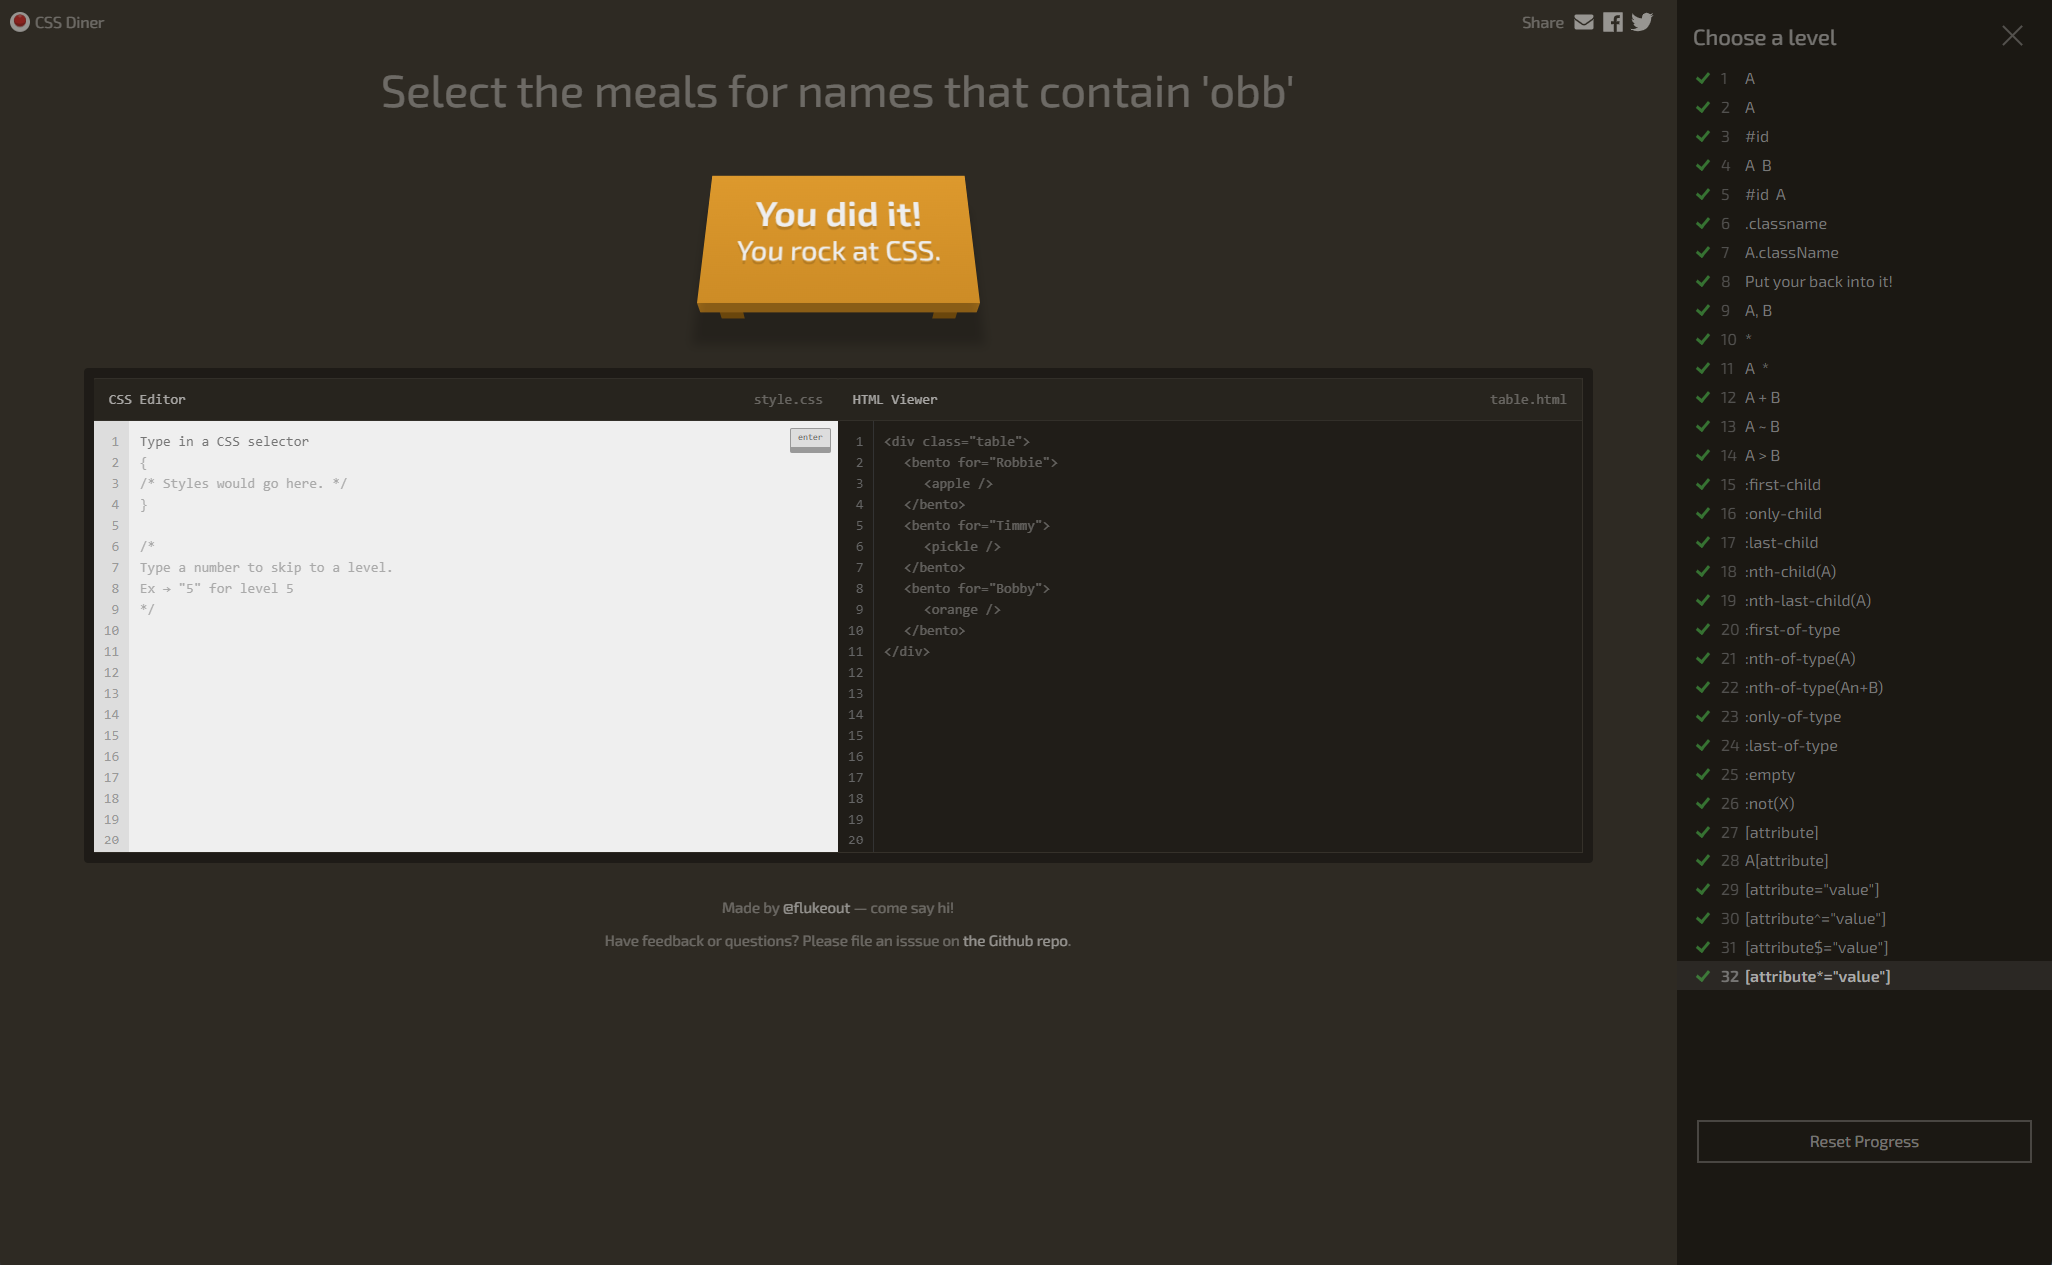 CSS Diner
Share
Select the meals for names that contain 'obb'
You did it!
You rock at CSS.
CSS Editor
style.css
1 Type in a CSS selector
enter
2 {
3 /* Styles would go here. */
4 }
5
6 /*
7 Type a number to skip to a level.
8 Ex → "5" for level 5
9 */
10
11
12
13
14
15
16
17
18
19
20
HTML Viewer
table.html
1 <div class="table">
2 <bento for="Robbie">
3 <apple />
4 </bento>
5 <bento for="Timmy">
6 <pickle />
7 </bento>
8 <bento for="Bobby">
9 <orange />
10 </bento>
11 </div>
12
13
14
15
16
17
18
19
20
Made by @flukeout — come say hi!
Have feedback or questions? Please file an isssue on the Github repo.
Choose a level
1 A
2 A
3 #id
4 A B
5 #id A
6 .classname
7 A.className
8 Put your back into it!
9 A, B
10 *
11 A *
12 A + B
13 A ~ B
14 A > B
15 :first-child
16 :only-child
17 :last-child
18 :nth-child(A)
19 :nth-last-child(A)
20 :first-of-type
21 :nth-of-type(A)
22 :nth-of-type(An+B)
23 :only-of-type
24 :last-of-type
25 :empty
26 :not(X)
27 [attribute]
28 A[attribute]
29 [attribute="value"]
30 [attribute^="value"]
31 [attribute$="value"]
32 [attribute*="value"]
Reset Progress